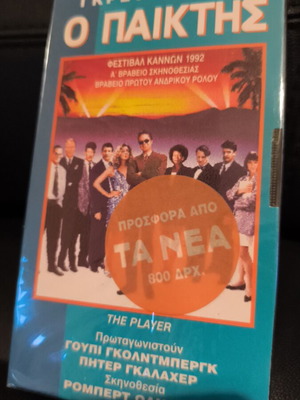 Ο ΠΑΙΚΤΗΣ
ΦΕΣΤΙΒΑΛ ΚΑΝΝΩΝ 1992
Α΄ ΒΡΑΒΕΙΟ ΣΚΗΝΟΘΕΣΙΑΣ
ΒΡΑΒΕΙΟ ΠΡΩΤΟΥ ΑΝΔΡΙΚΟΥ ΡΟΛΟΥ
ΠΡΟΣΦΟΡΑ ΑΠΟ
ΤΑ ΝΕΑ
800 ΔΡΧ.
THE PLAYER
Πρωταγωνιστούν
ΓΟΥΠΙ ΓΚΟΛΝΤΜΠΕΡΓΚ
ΠΗΤΕΡ ΓΚΑΛΑΧΕΡ
Σκηνοθεσία
ΡΟΜΠΕΡΤ